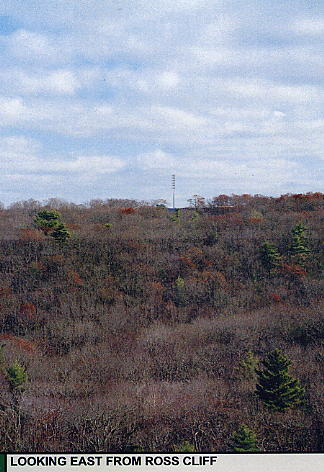 LOOKING EAST FROM ROSS CLIFF